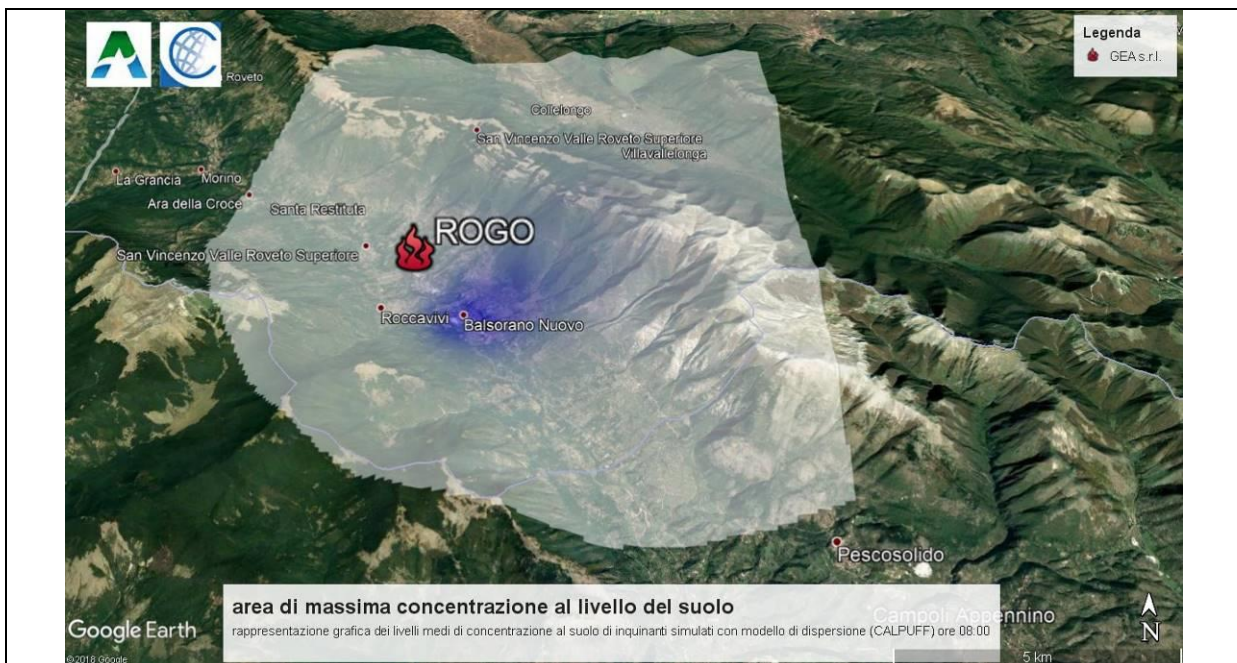 Legenda
GEA s.r.l.
Roveto
Collelongo
San Vincenzo Valle Roveto Superiore
Villavallelonga
La Grancia
Morino
Ara della Croce
Santa Restituta
ROGO
San Vincenzo Valle Roveto Superiore
Roccavivi
Balsorano Nuovo
Pescosolido
area di massima concentrazione al livello del suolo
rappresentazione grafica dei livelli medi di concentrazione al suolo di inquinanti simulati con modello di dispersione (CALPUFF) ore 08:00
Campoli Appennino
Google Earth
©2018 Google
N
5 km